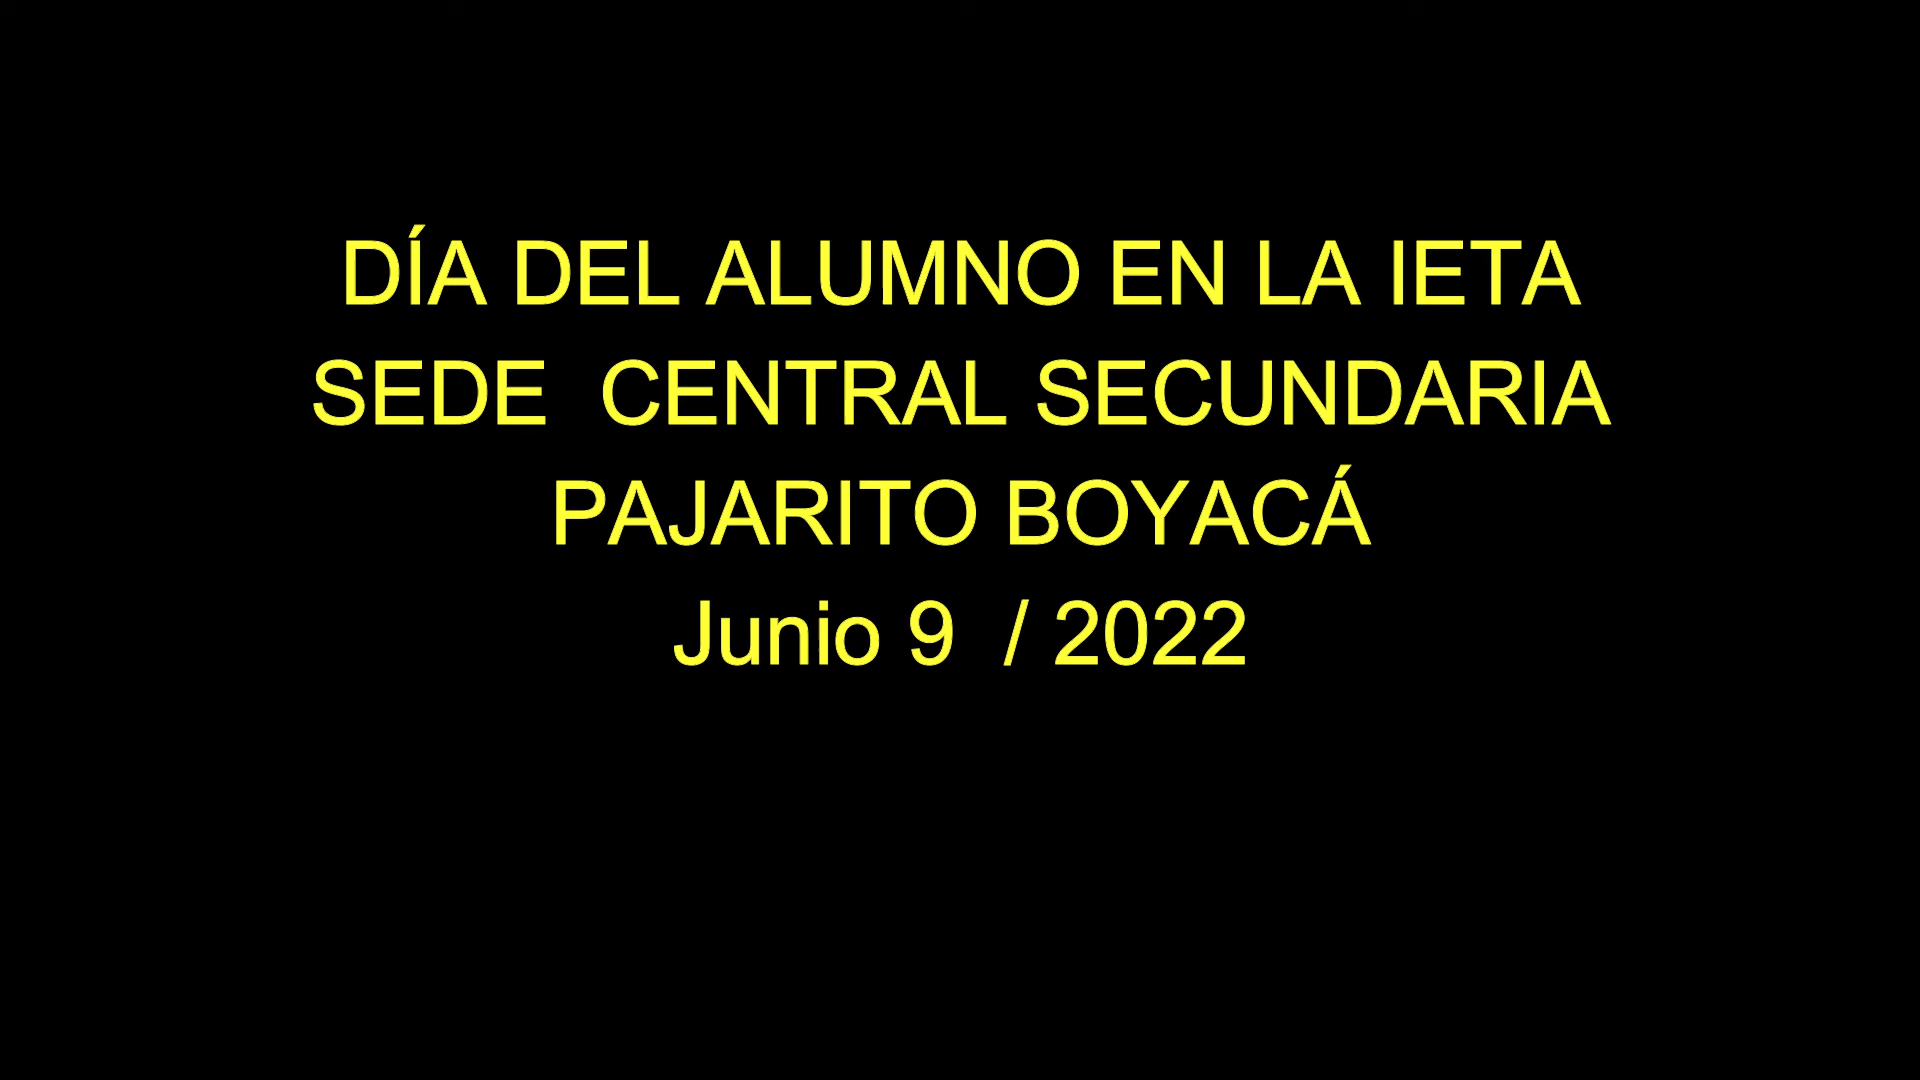 DÍA DEL ALUMNO EN LA IETA
SEDE  CENTRAL SECUNDARIA
PAJARITO BOYACÁ
Junio 9  / 2022